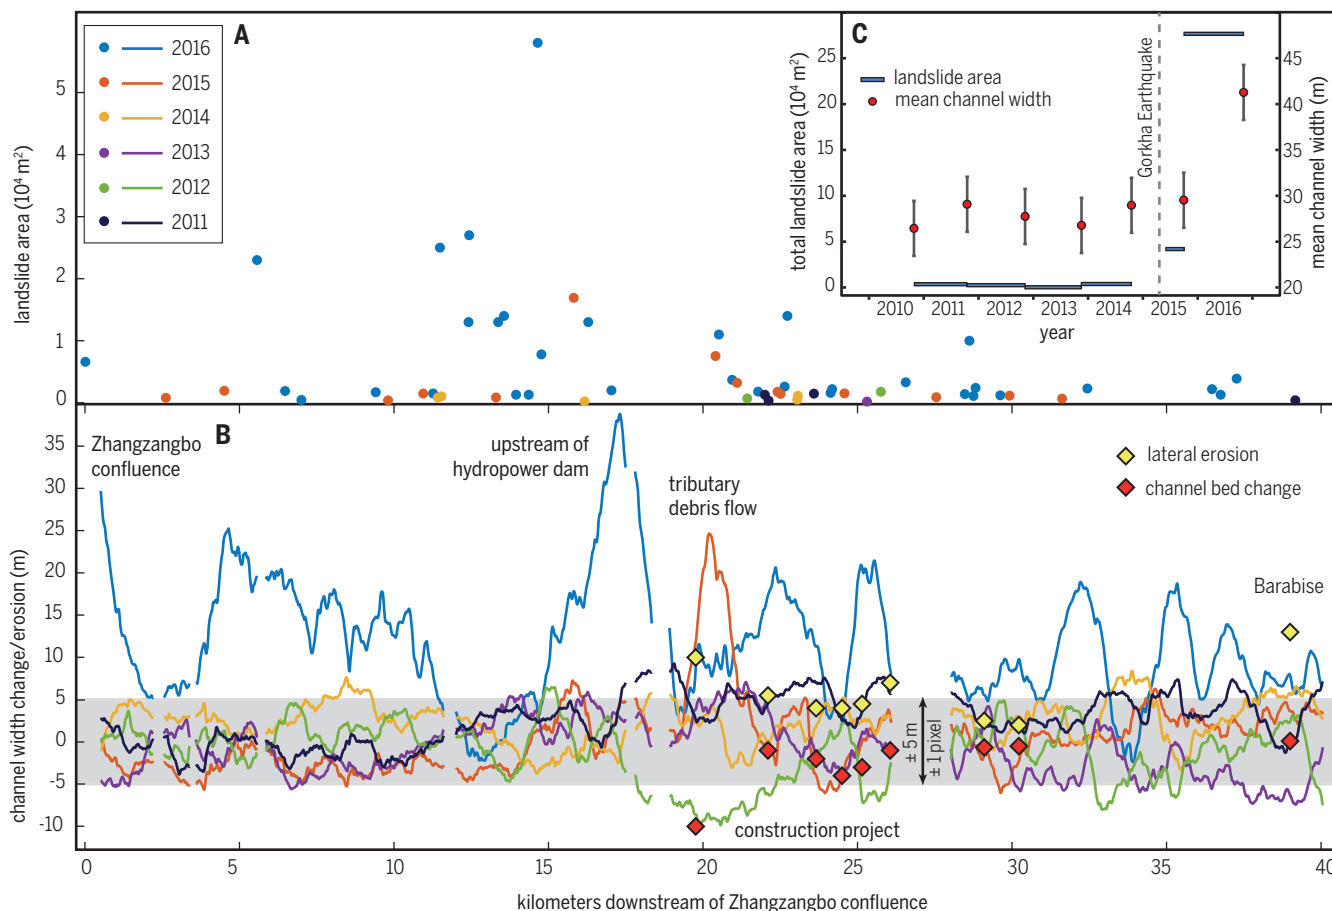 A
2016
2015
2014
2013
2012
2011
5
4
3
2
1
0
landslide area (10⁴ m²)
C
landslide area
mean channel width
Gorkha Earthquake
25
20
15
10
5
0
total landslide area (10⁴ m²)
45
40
35
30
25
20
mean channel width (m)
2010 2011 2012 2013 2014 2015 2016
year
B
Zhangzangbo
confluence
upstream of
hydropower dam
tributary
debris flow
lateral erosion
channel bed change
Barabise
± 5 m
± 1 pixel
construction project
35
30
25
20
15
10
5
0
-5
-10
channel width change/erosion (m)
0 5 10 15 20 25 30 35 40
kilometers downstream of Zhangzangbo confluence